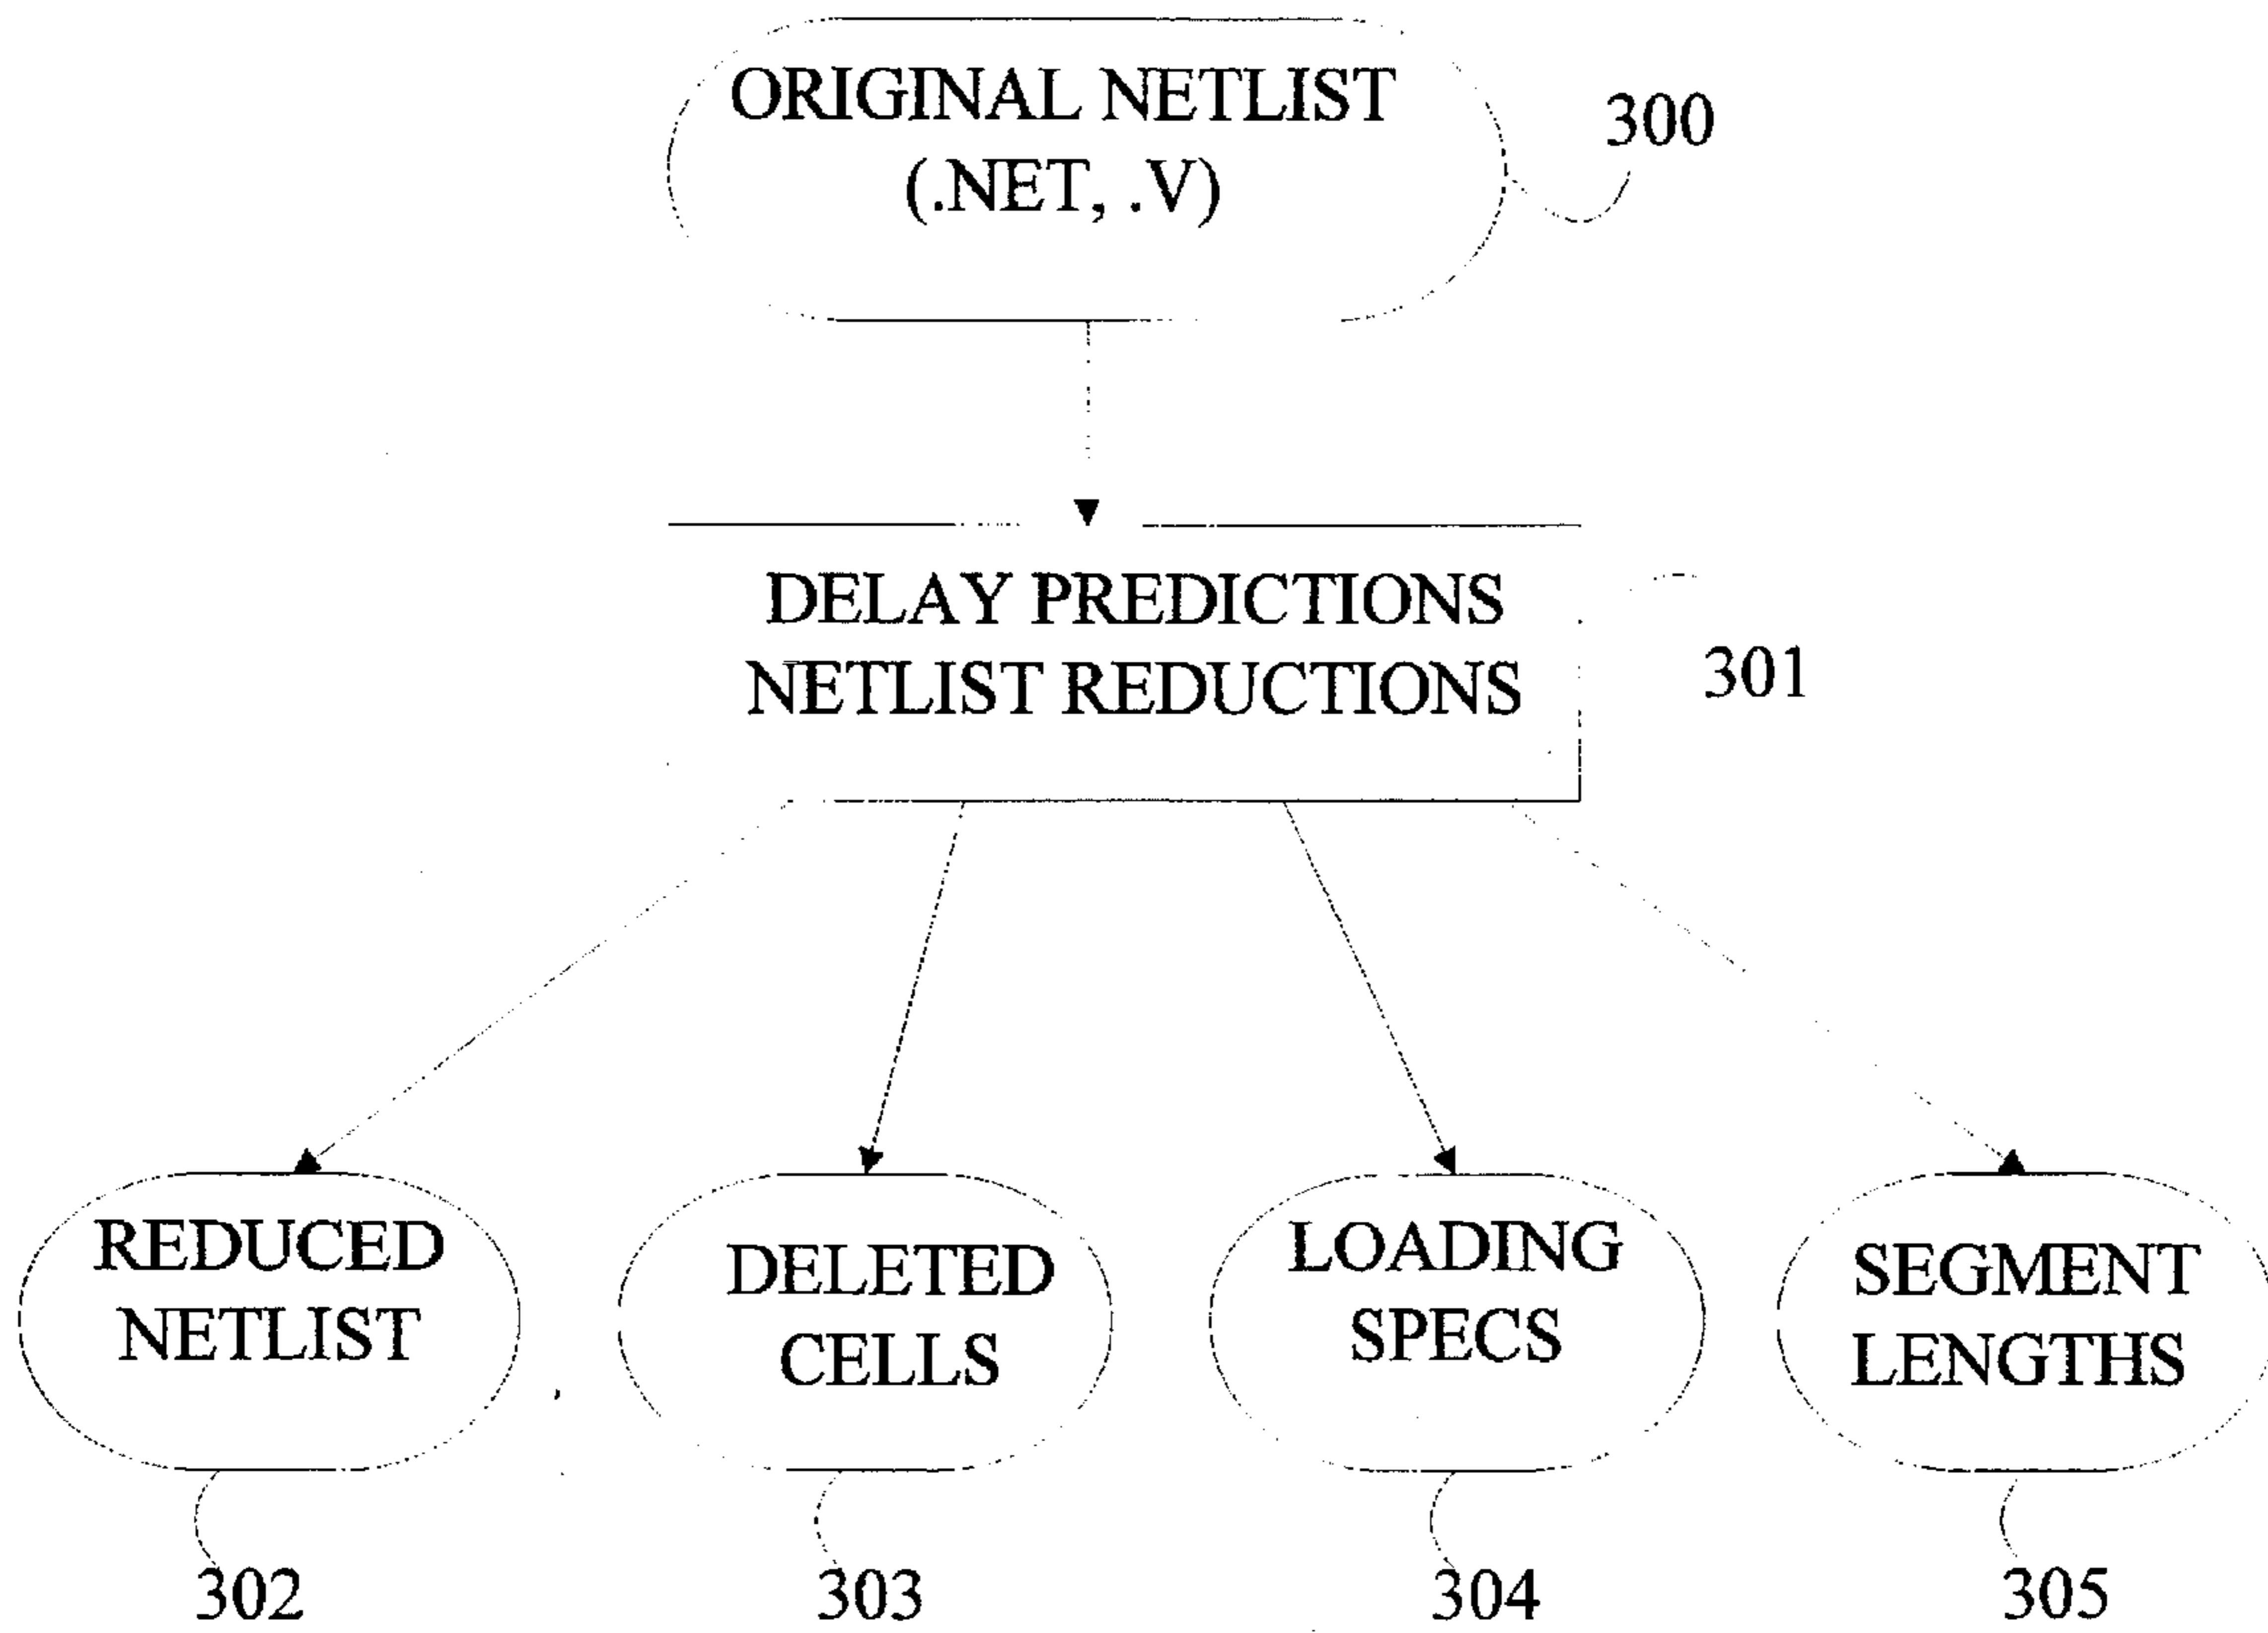 ORIGINAL NETLIST
(.NET, .V)
300
DELAY PREDICTIONS
NETLIST REDUCTIONS
301
REDUCED
NETLIST
DELETED
CELLS
LOADING
SPECS
SEGMENT
LENGTHS
302
303
304
305